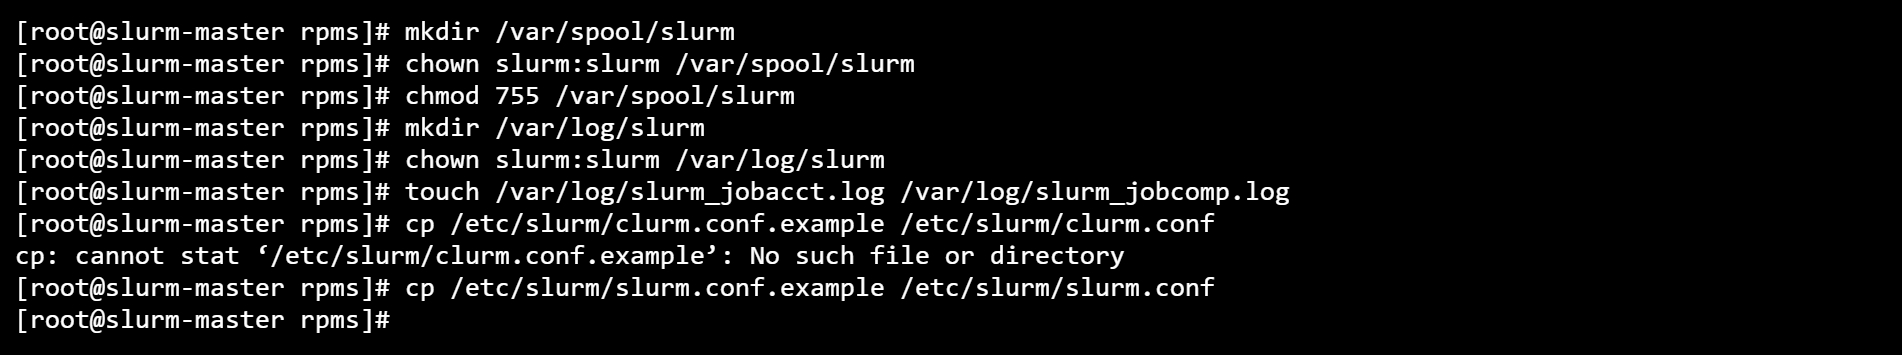 [root@slurm-master rpms]# mkdir /var/spool/slurm
[root@slurm-master rpms]# chown slurm:slurm /var/spool/slurm
[root@slurm-master rpms]# chmod 755 /var/spool/slurm
[root@slurm-master rpms]# mkdir /var/log/slurm
[root@slurm-master rpms]# chown slurm:slurm /var/log/slurm
[root@slurm-master rpms]# touch /var/log/slurm_jobacct.log /var/log/slurm_jobcomp.log
[root@slurm-master rpms]# cp /etc/slurm/clurm.conf.example /etc/slurm/clurm.conf
cp: cannot stat ‘/etc/slurm/clurm.conf.example’: No such file or directory
[root@slurm-master rpms]# cp /etc/slurm/slurm.conf.example /etc/slurm/slurm.conf
[root@slurm-master rpms]#